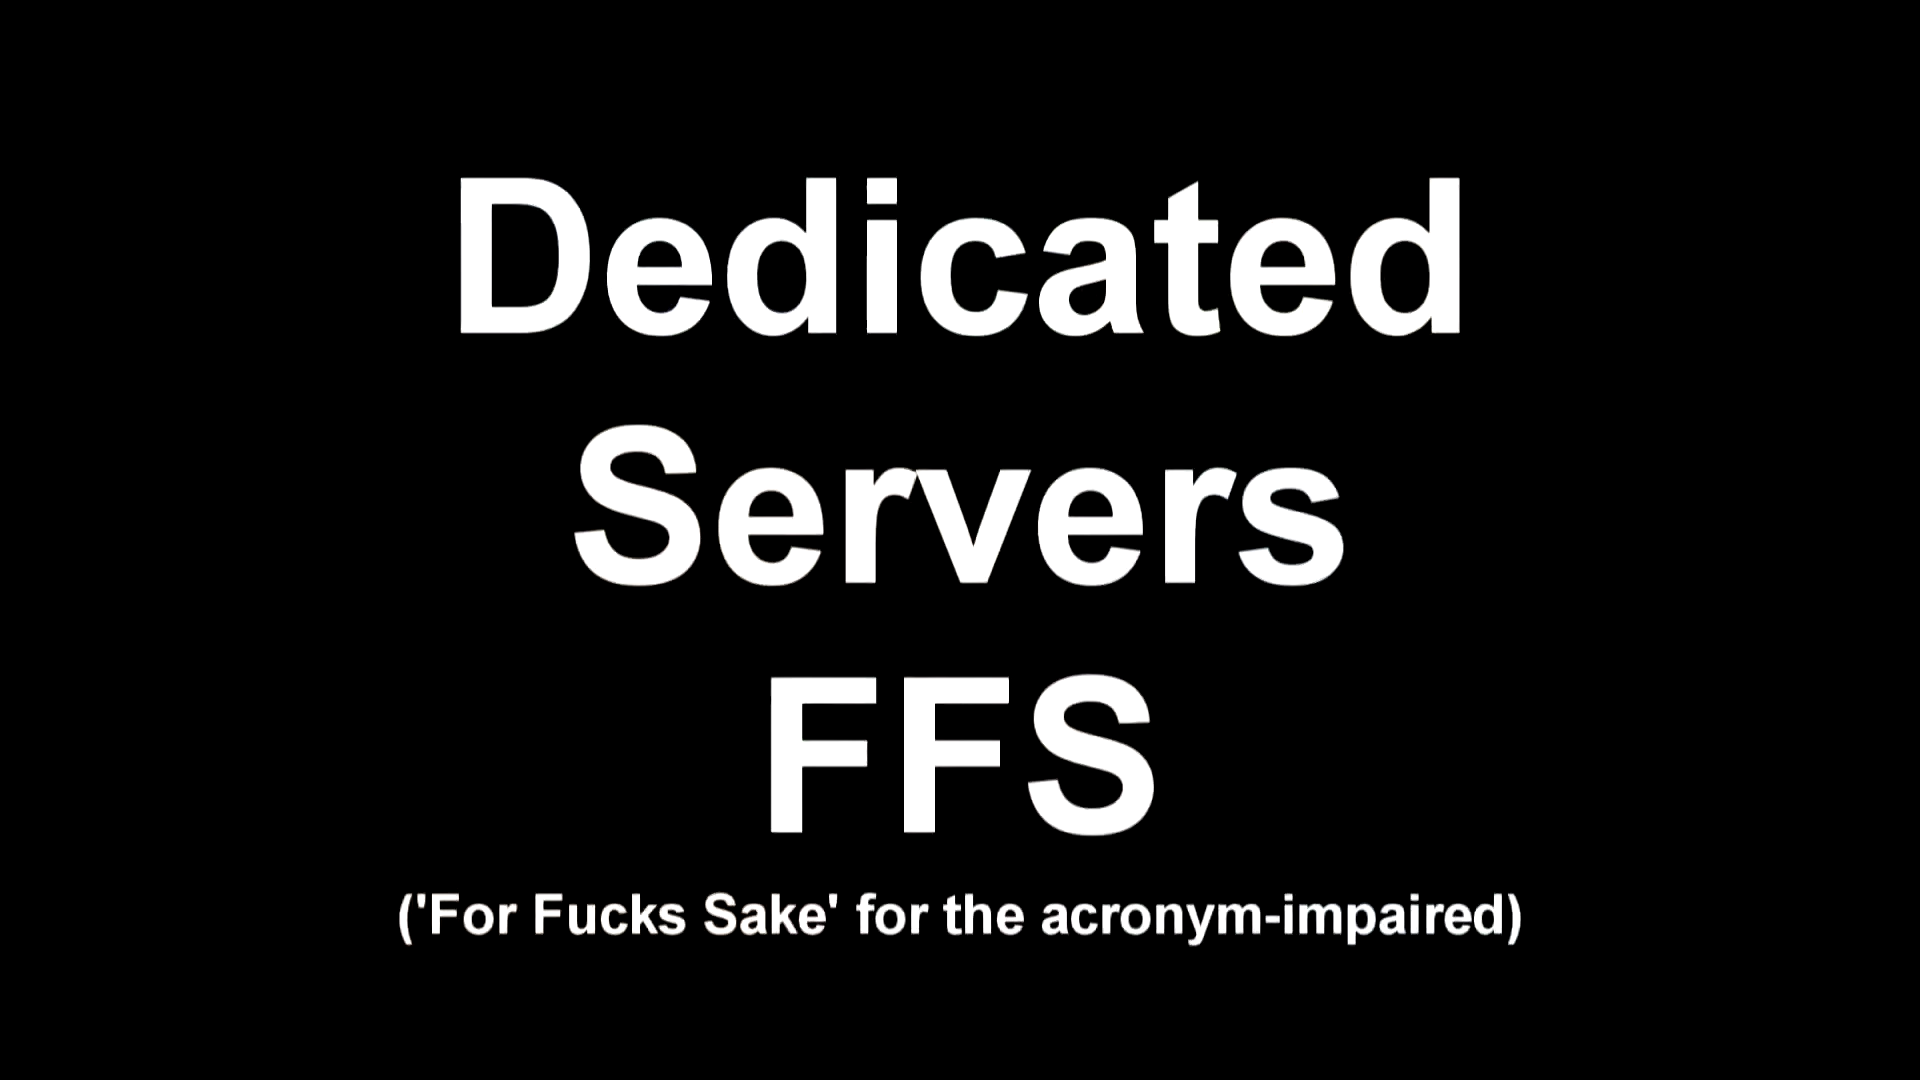 Dedicated
Servers
FFS
('For Fucks Sake' for the acronym-impaired)